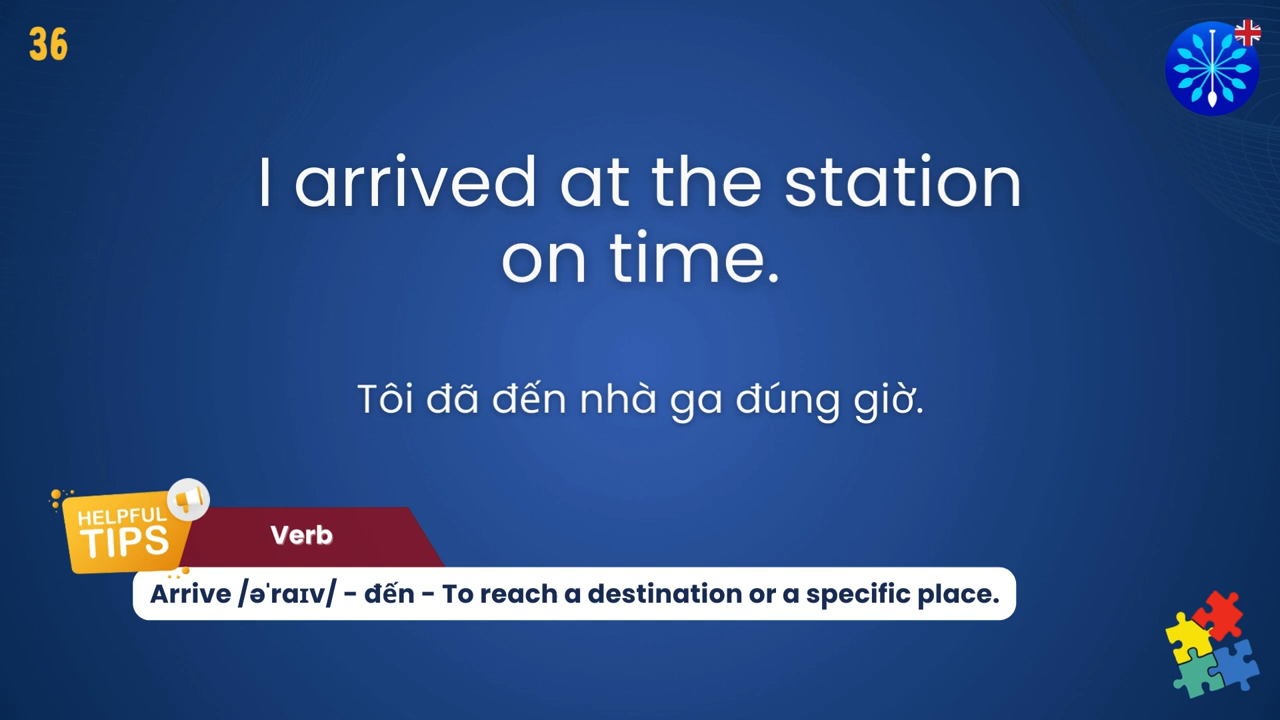 36
I arrived at the station
on time.
Tôi đã đến nhà ga đúng giờ.
HELPFUL
TIPS
Verb
Arrive /əˈraɪv/ - đến - To reach a destination or a specific place.